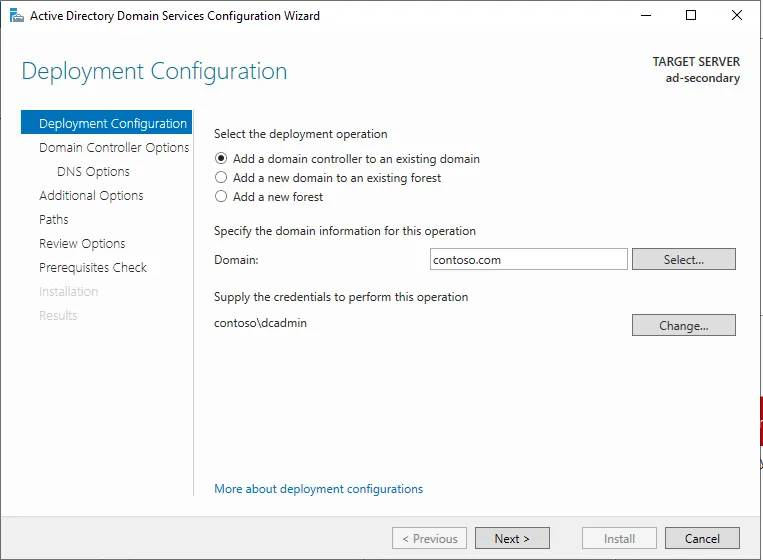 Active Directory Domain Services Configuration Wizard
Deployment Configuration
TARGET SERVER
ad-secondary
Deployment Configuration
Domain Controller Options
DNS Options
Additional Options
Paths
Review Options
Prerequisites Check
Installation
Results
Select the deployment operation
Add a domain controller to an existing domain
Add a new domain to an existing forest
Add a new forest
Specify the domain information for this operation
Domain: contoso.com Select...
Supply the credentials to perform this operation
contoso\dcadmin Change...
More about deployment configurations
< Previous Next > Install Cancel